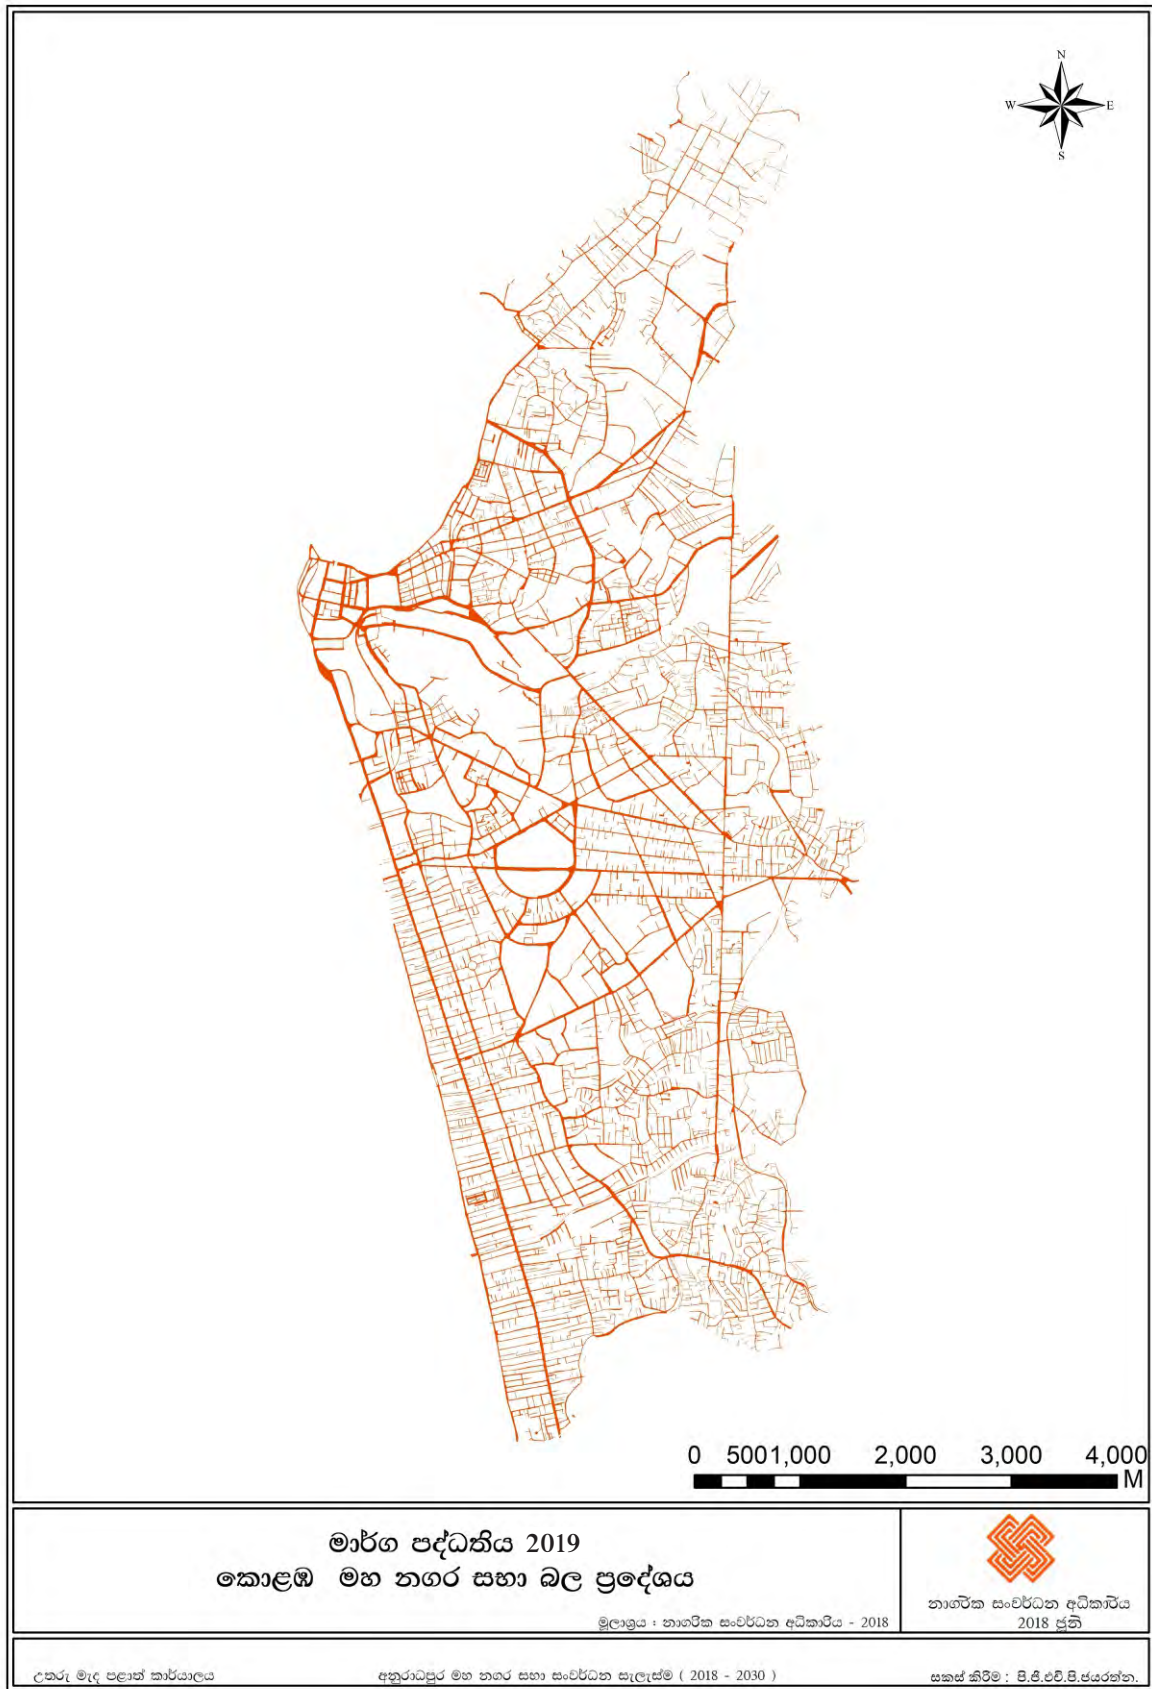 N
W E
S
0 500 1,000 2,000 3,000 4,000
M
මාර්ග පද්ධතිය 2019
කොළඹ මහ නගර සභා බල ප්‍රදේශය
මූලාශ්‍රය : නාගරික සංවර්ධන අධිකාරිය - 2018
නාගරික සංවර්ධන අධිකාරිය
2018 ජුනි
උතරු මැද පළාත් කාර්යාලය අනුරාධපුර මහ නගර සභා සංවර්ධන සැලැස්ම ( 2018 - 2030 ) සකස් කිරීම : පි.ජී.එච්.පි.ජයරත්න.